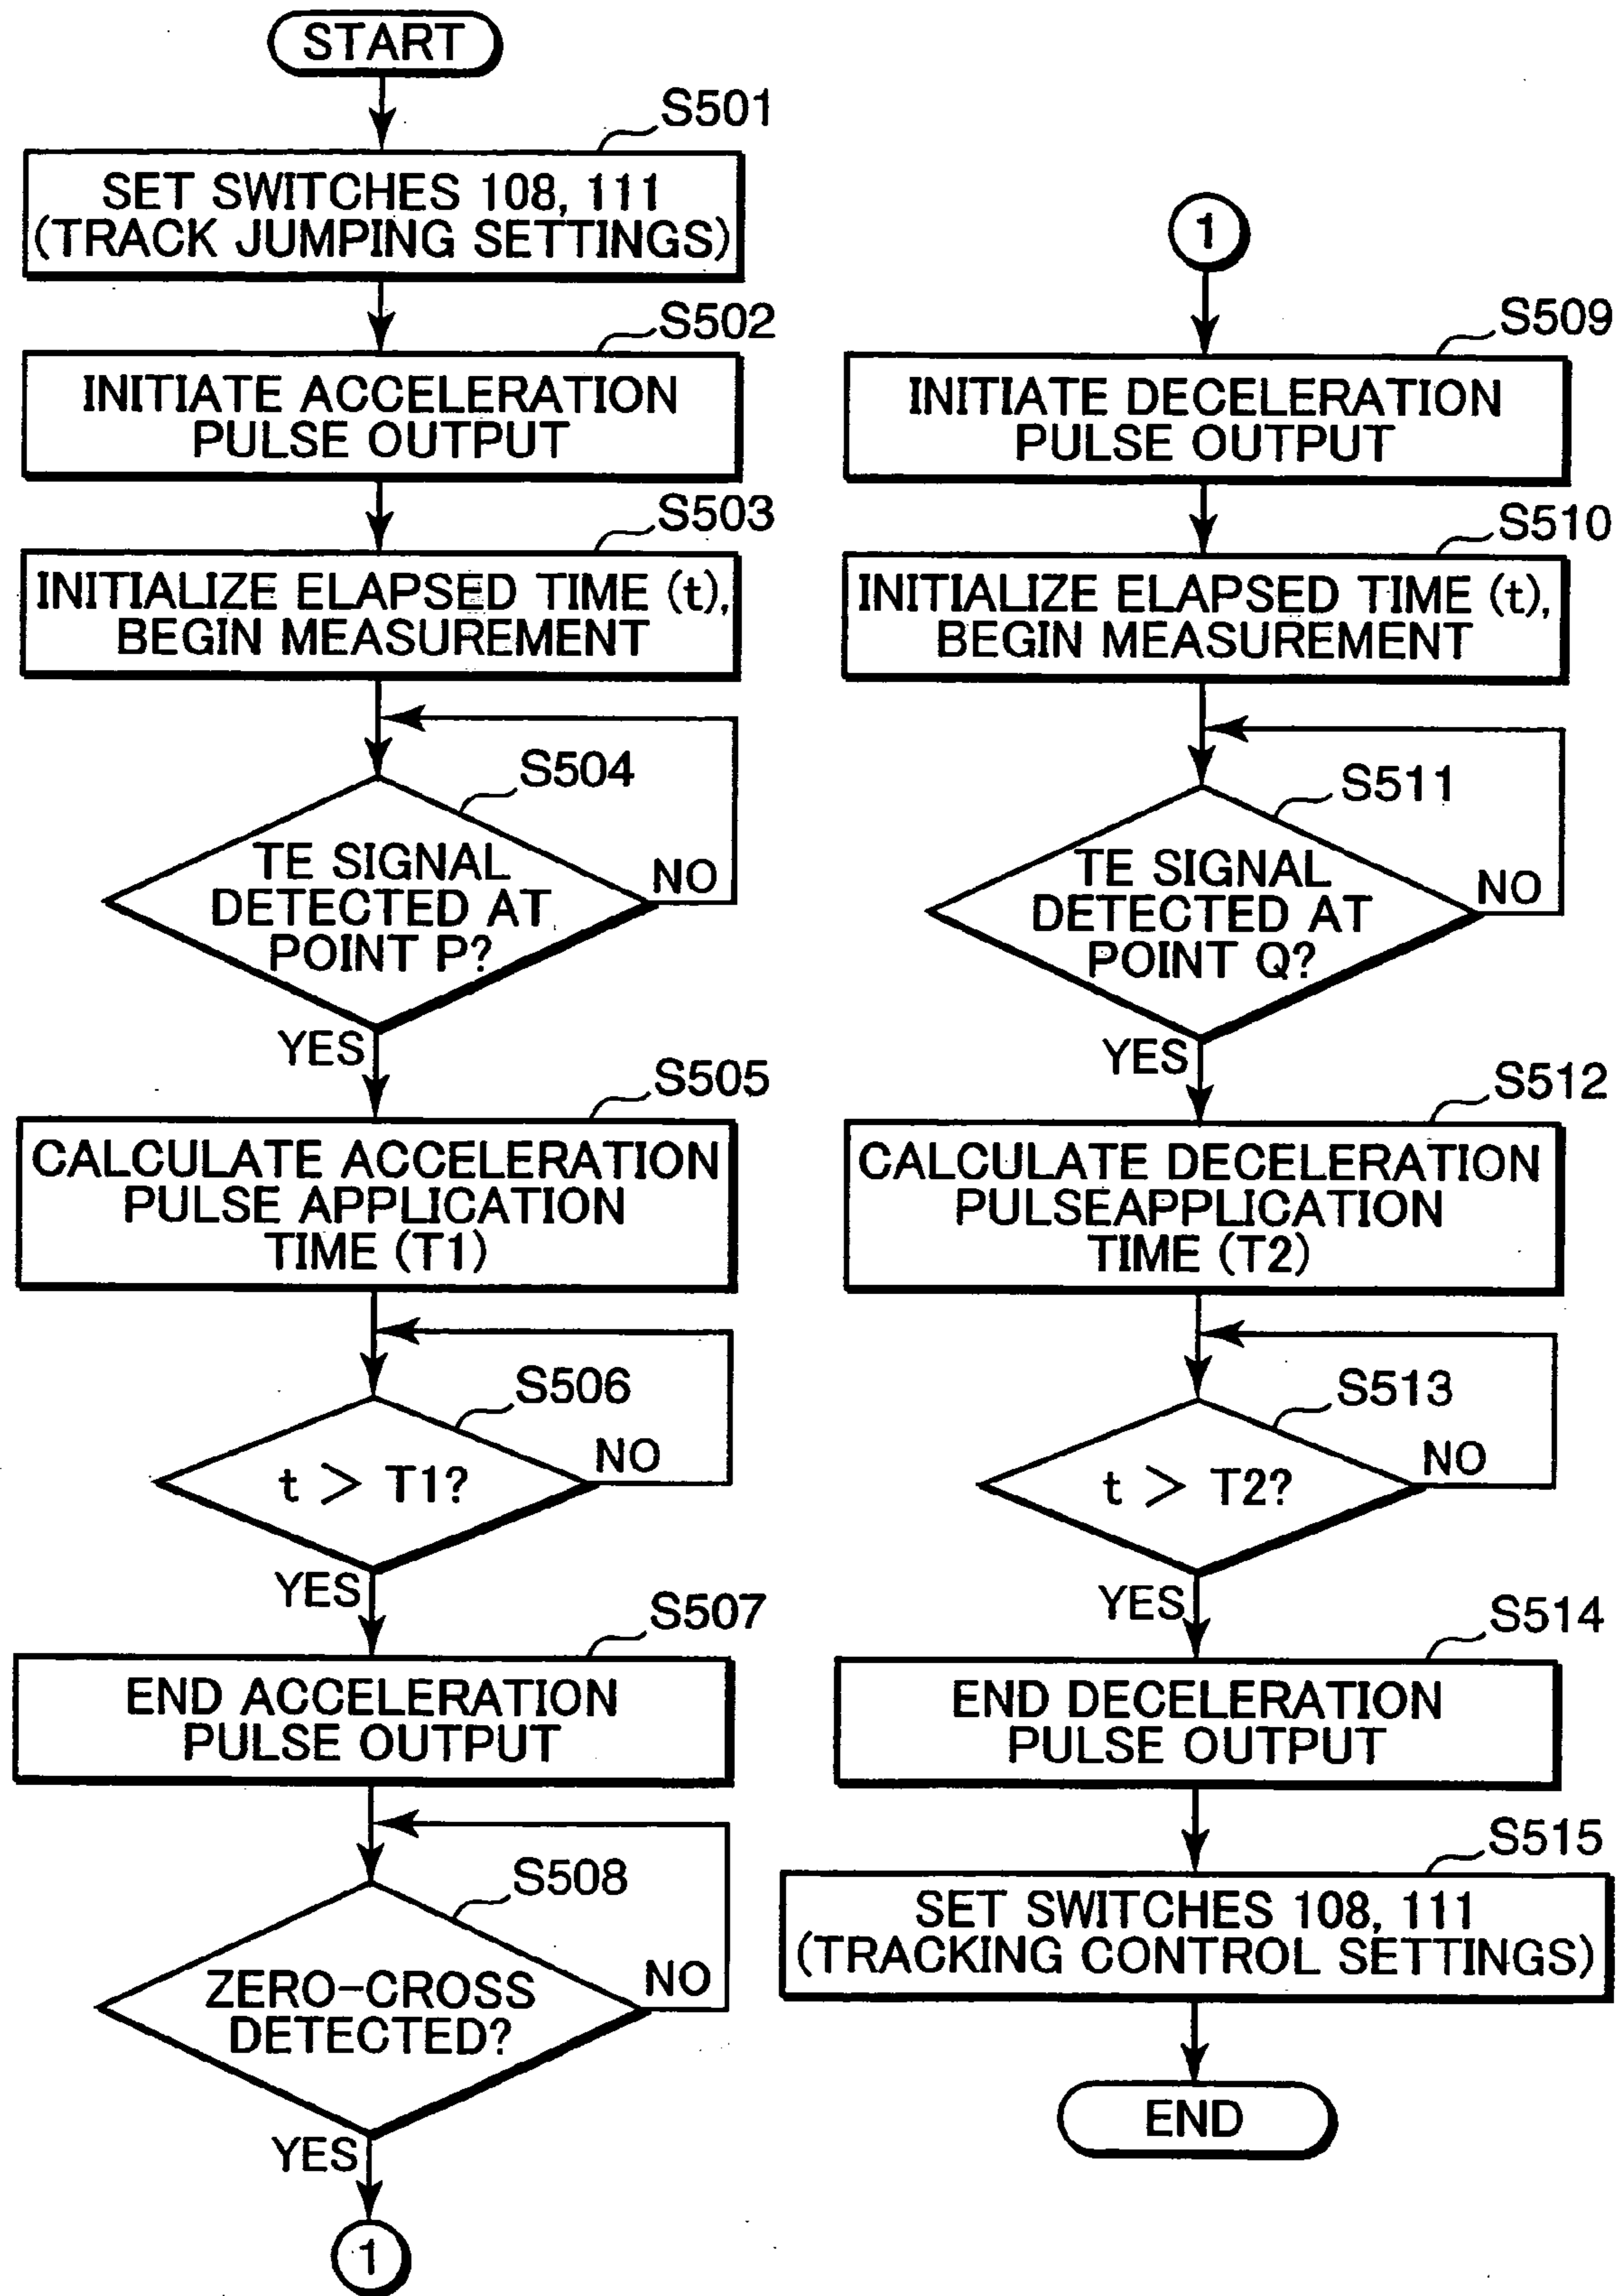 START
S501
SET SWITCHES 108, 111
(TRACK JUMPING SETTINGS)
S502
INITIATE ACCELERATION
PULSE OUTPUT
S503
INITIALIZE ELAPSED TIME (t),
BEGIN MEASUREMENT
S504
TE SIGNAL
DETECTED AT
POINT P?
NO
YES
S505
CALCULATE ACCELERATION
PULSE APPLICATION
TIME (T1)
S506
t > T1?
NO
YES
S507
END ACCELERATION
PULSE OUTPUT
S508
ZERO-CROSS
DETECTED?
NO
YES
1
1
S509
INITIATE DECELERATION
PULSE OUTPUT
S510
INITIALIZE ELAPSED TIME (t),
BEGIN MEASUREMENT
S511
TE SIGNAL
DETECTED AT
POINT Q?
NO
YES
S512
CALCULATE DECELERATION
PULSEAPPLICATION
TIME (T2)
S513
t > T2?
NO
YES
S514
END DECELERATION
PULSE OUTPUT
S515
SET SWITCHES 108, 111
(TRACKING CONTROL SETTINGS)
END